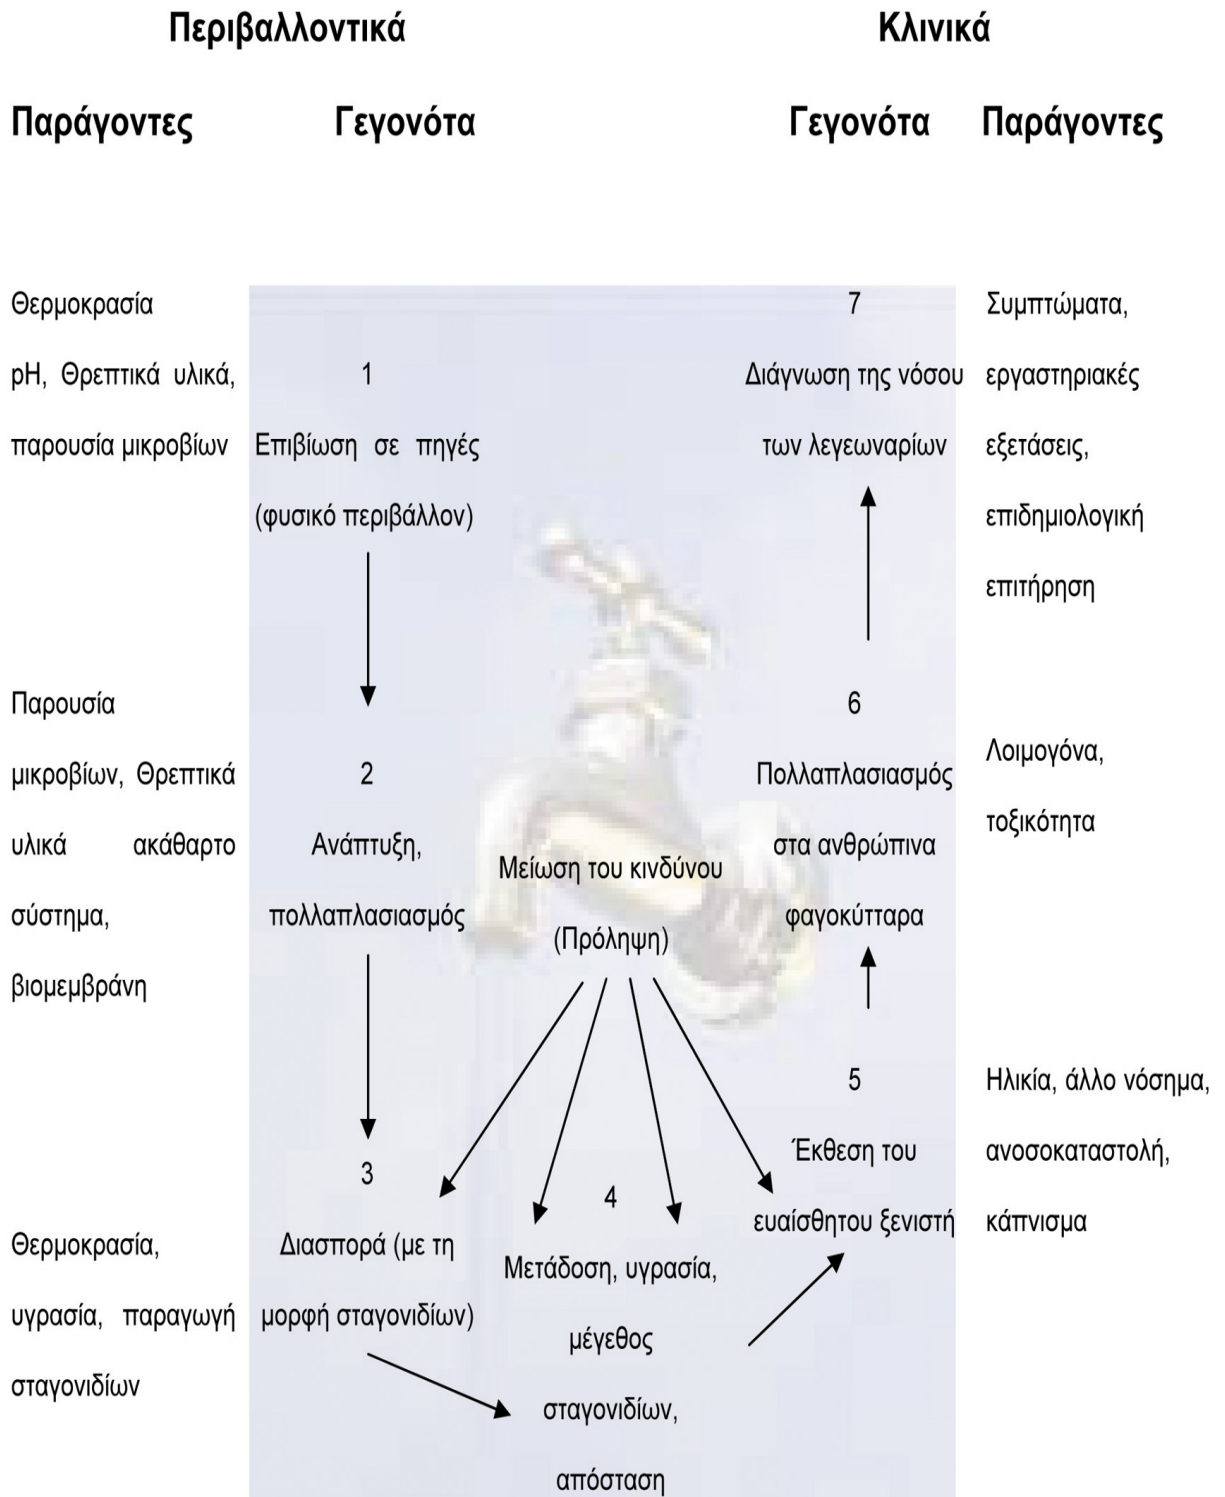 Περιβαλλοντικά
Κλινικά
Παράγοντες
Γεγονότα
Γεγονότα
Παράγοντες
Θερμοκρασία
pH, Θρεπτικά υλικά,
παρουσία μικροβίων
1
Επιβίωση σε πηγές
(φυσικό περιβάλλον)
7
Διάγνωση της νόσου
των λεγεωναρίων
Συμπτώματα,
εργαστηριακές
εξετάσεις,
επιδημιολογική
επιτήρηση
Παρουσία
μικροβίων, Θρεπτικά
υλικά ακάθαρτο
σύστημα,
βιομεμβράνη
2
Ανάπτυξη,
πολλαπλασιασμός
Μείωση του κινδύνου
(Πρόληψη)
6
Πολλαπλασιασμός
στα ανθρώπινα
φαγοκύτταρα
Λοιμογόνα,
τοξικότητα
Θερμοκρασία,
υγρασία, παραγωγή
σταγονιδίων
3
Διασπορά (με τη
μορφή σταγονιδίων)
4
Μετάδοση, υγρασία,
μέγεθος
σταγονιδίων,
απόσταση
5
Έκθεση του
ευαίσθητου ξενιστή
Ηλικία, άλλο νόσημα,
ανοσοκαταστολή,
κάπνισμα